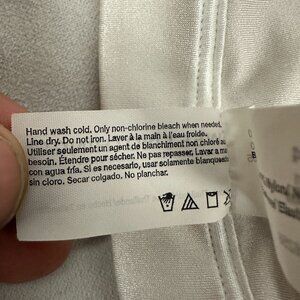 Hand wash cold. Only non-chlorine bleach when needed.
Line dry. Do not iron. Laver à la main à l'eau froide.
Utiliser seulement un agent de blanchiment non chloré au
besoin. Étendre pour sécher. Ne pas repasser. Lavar a mano
con agua fría. Si es necesario, usar solamente blanqueador
sin cloro. Secar colgado. No planchar.